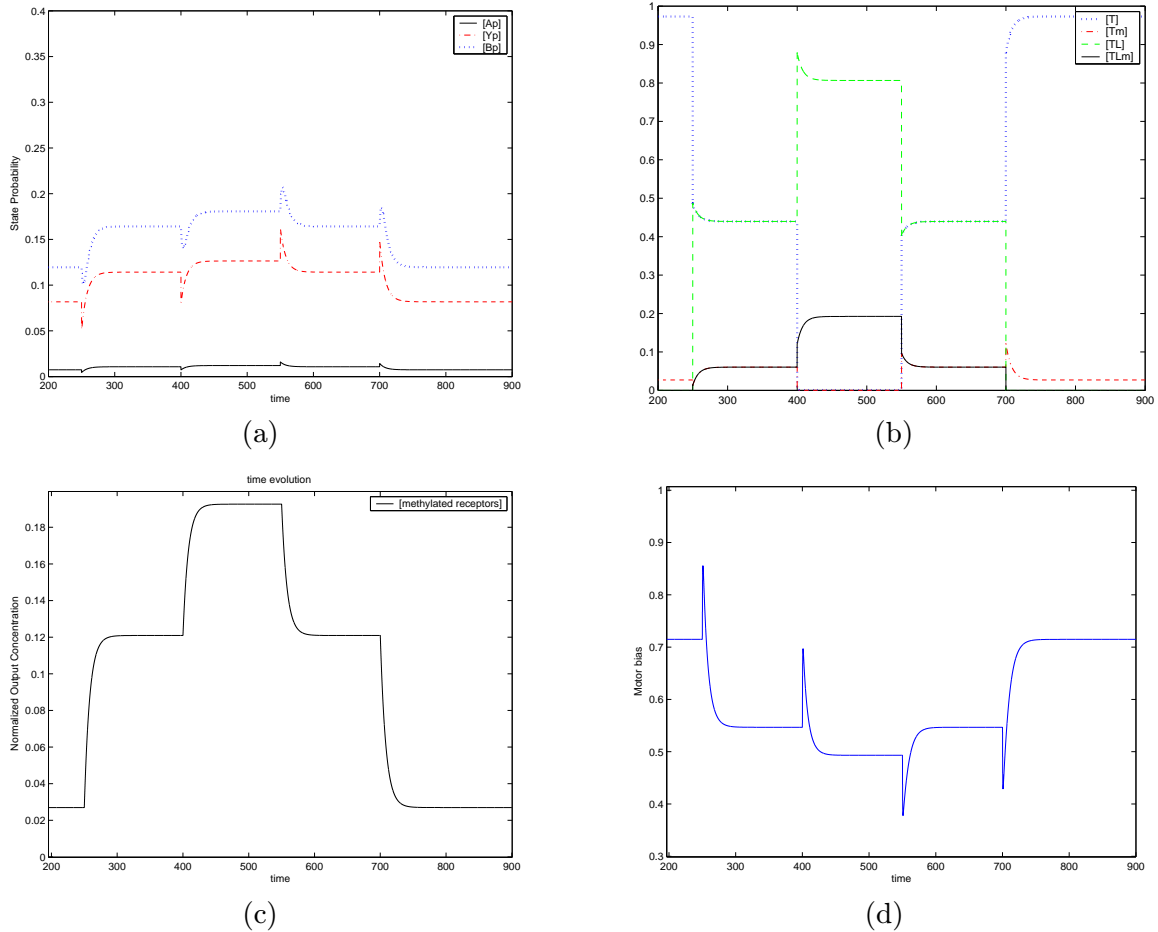 0.4
0.35
0.3
0.25
0.2
0.15
0.1
0.05
0
State Probability
[Ap]
[Yp]
[Bp]
200 300 400 500 600 700 800 900
time
(a)
1
0.9
0.8
0.7
0.6
0.5
0.4
0.3
0.2
0.1
0
[T]
[Tm]
[TL]
[TLm]
200 300 400 500 600 700 800 900
time
(b)
time evolution
0.18
0.16
0.14
0.12
0.1
0.08
0.06
0.04
0.02
0
Normalized Output Concentration
[methylated receptors]
200 300 400 500 600 700 800 900
time
(c)
1
0.9
0.8
0.7
0.6
0.5
0.4
0.3
Motor bias
200 300 400 500 600 700 800 900
time
(d)